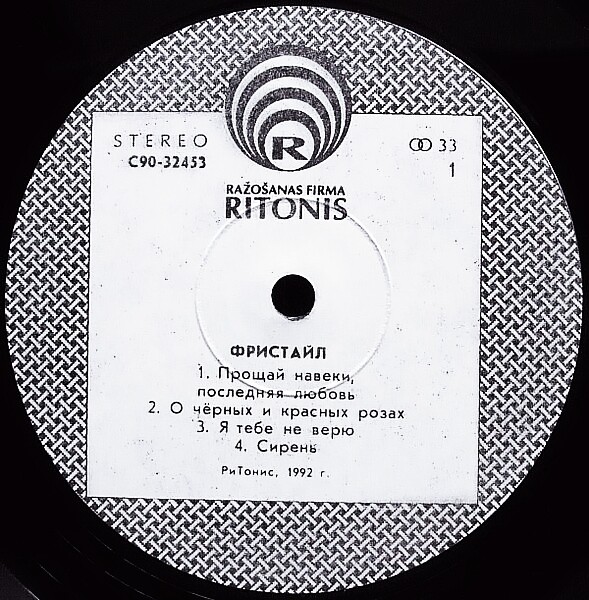 STEREO
C90-32453
R
33
1
RAŽOŠANAS FIRMA
RITONIS
ФРИСТАЙЛ
1. Прощай навеки,
последняя любовь
2. О чёрных и красных розах
3. Я тебе не верю
4. Сирень
РиТонис, 1992 г.